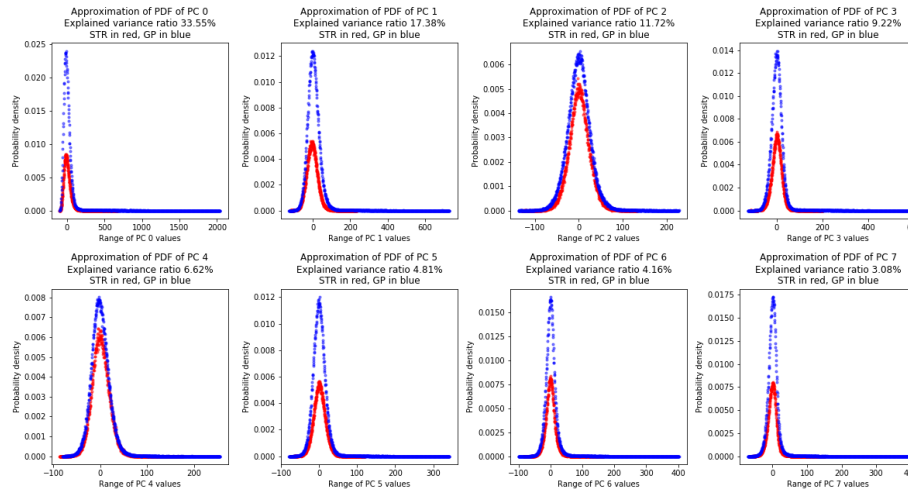 Approximation of PDF of PC 0
Explained variance ratio 33.55%
STR in red, GP in blue
Probability density
0.025
0.020
0.015
0.010
0.005
0.000
0
500
1000
1500
2000
Range of PC 0 values
Approximation of PDF of PC 1
Explained variance ratio 17.38%
STR in red, GP in blue
Probability density
0.012
0.010
0.008
0.006
0.004
0.002
0.000
0
200
400
600
Range of PC 1 values
Approximation of PDF of PC 2
Explained variance ratio 11.72%
STR in red, GP in blue
Probability density
0.006
0.005
0.004
0.003
0.002
0.001
0.000
−100
0
100
200
Range of PC 2 values
Approximation of PDF of PC 3
Explained variance ratio 9.22%
STR in red, GP in blue
Probability density
0.014
0.012
0.010
0.008
0.006
0.004
0.002
0.000
0
200
400
Range of PC 3 values
Approximation of PDF of PC 4
Explained variance ratio 6.62%
STR in red, GP in blue
Probability density
0.008
0.007
0.006
0.005
0.004
0.003
0.002
0.001
0.000
−100
0
100
200
Range of PC 4 values
Approximation of PDF of PC 5
Explained variance ratio 4.81%
STR in red, GP in blue
Probability density
0.012
0.010
0.008
0.006
0.004
0.002
0.000
−100
0
100
200
300
Range of PC 5 values
Approximation of PDF of PC 6
Explained variance ratio 4.16%
STR in red, GP in blue
Probability density
0.0150
0.0125
0.0100
0.0075
0.0050
0.0025
0.0000
−100
0
100
200
300
400
Range of PC 6 values
Approximation of PDF of PC 7
Explained variance ratio 3.08%
STR in red, GP in blue
Probability density
0.0175
0.0150
0.0125
0.0100
0.0075
0.0050
0.0025
0.0000
0
100
200
300
Range of PC 7 values